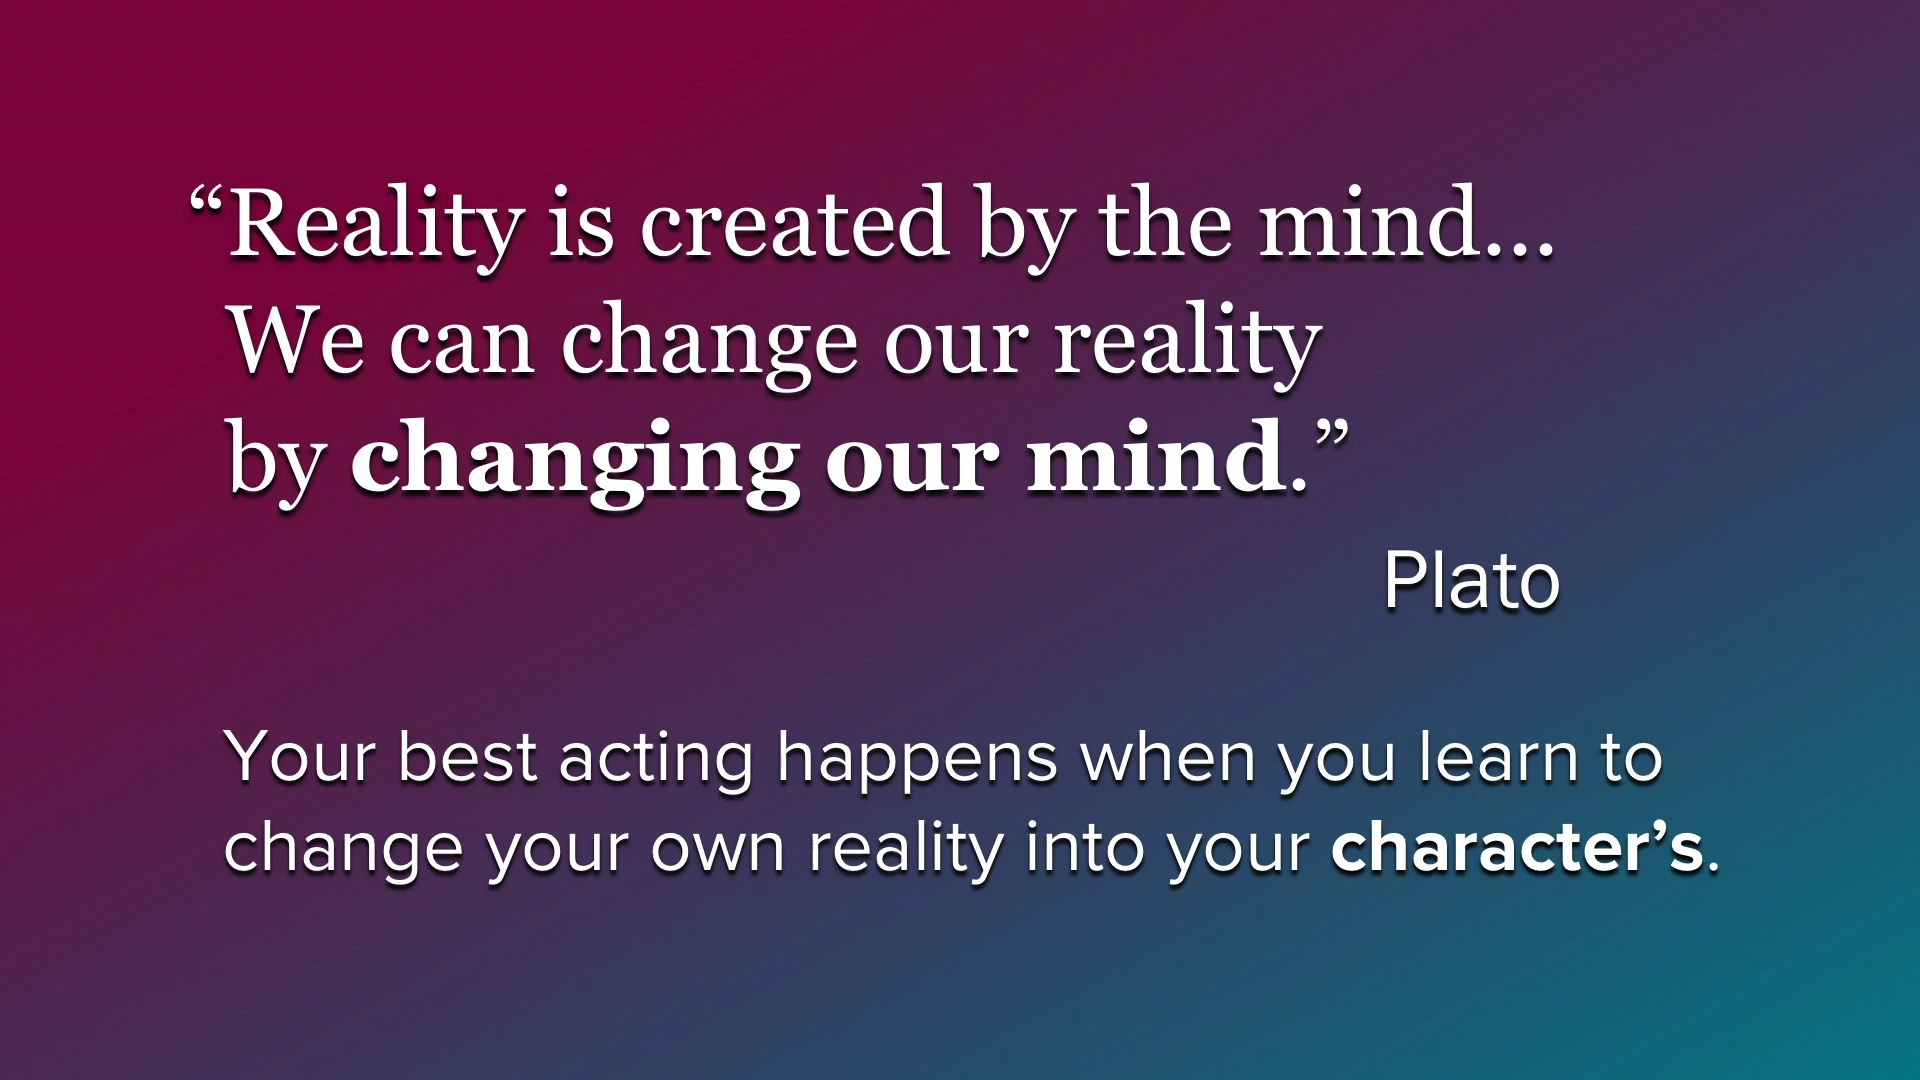 “Reality is created by the mind...
We can change our reality
by changing our mind.”
Plato
Your best acting happens when you learn to
change your own reality into your character’s.